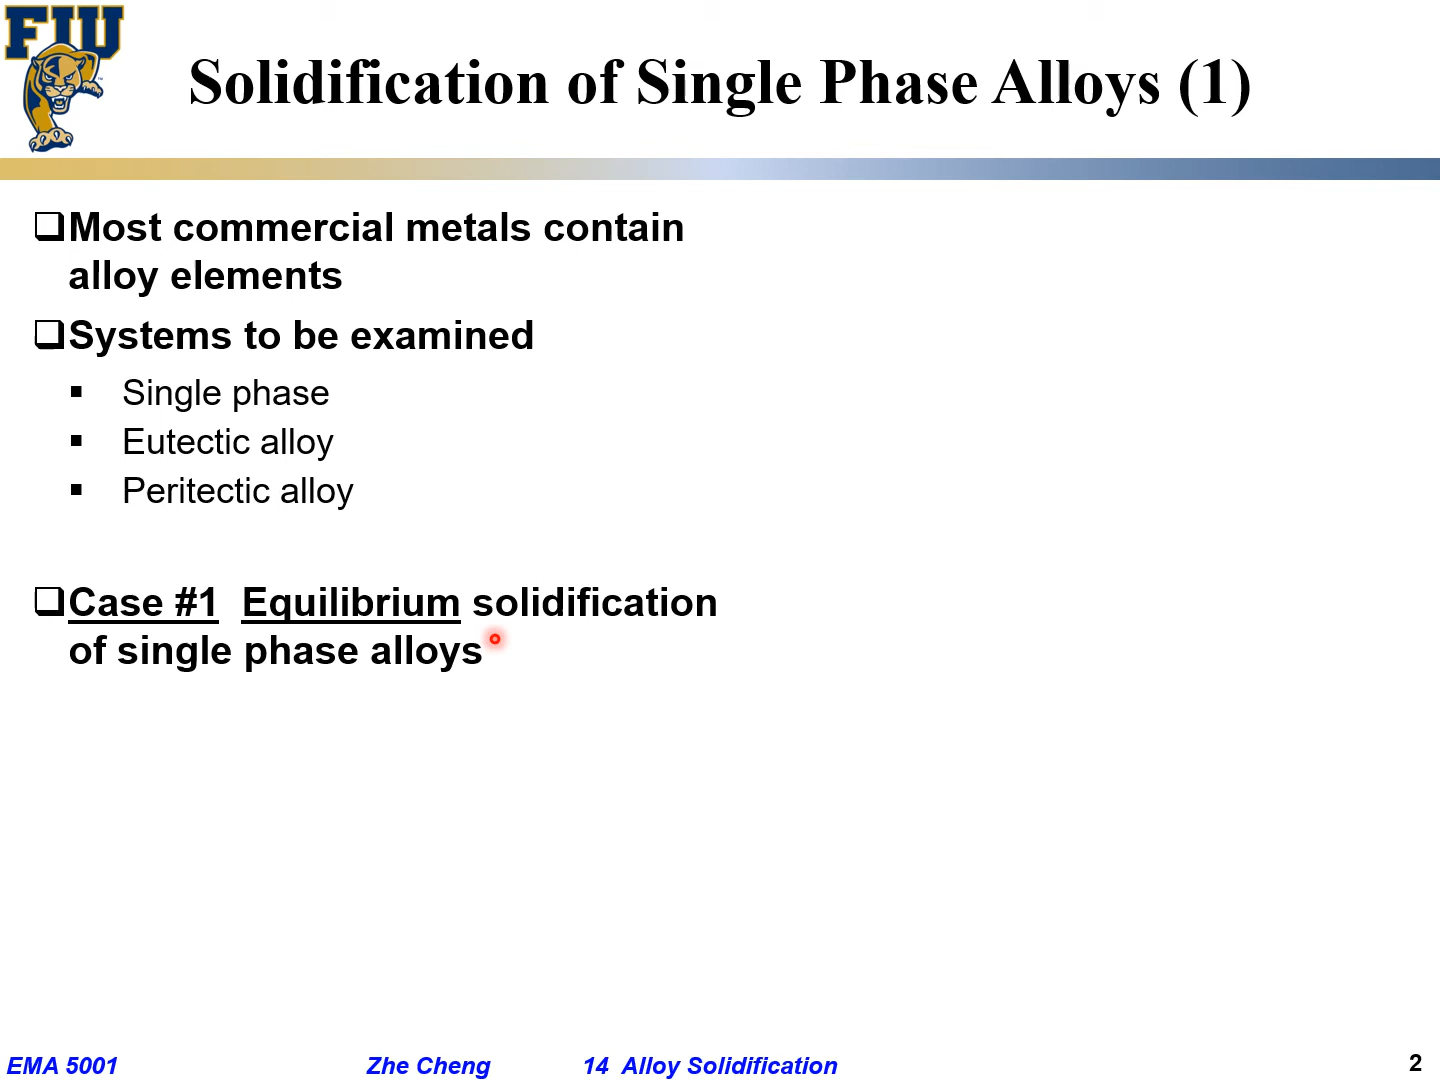 FIU
Solidification of Single Phase Alloys (1)
❑Most commercial metals contain
alloy elements
❑Systems to be examined
▪ Single phase
▪ Eutectic alloy
▪ Peritectic alloy
❑Case #1 Equilibrium solidification
of single phase alloys
EMA 5001 Zhe Cheng 14 Alloy Solidification 2